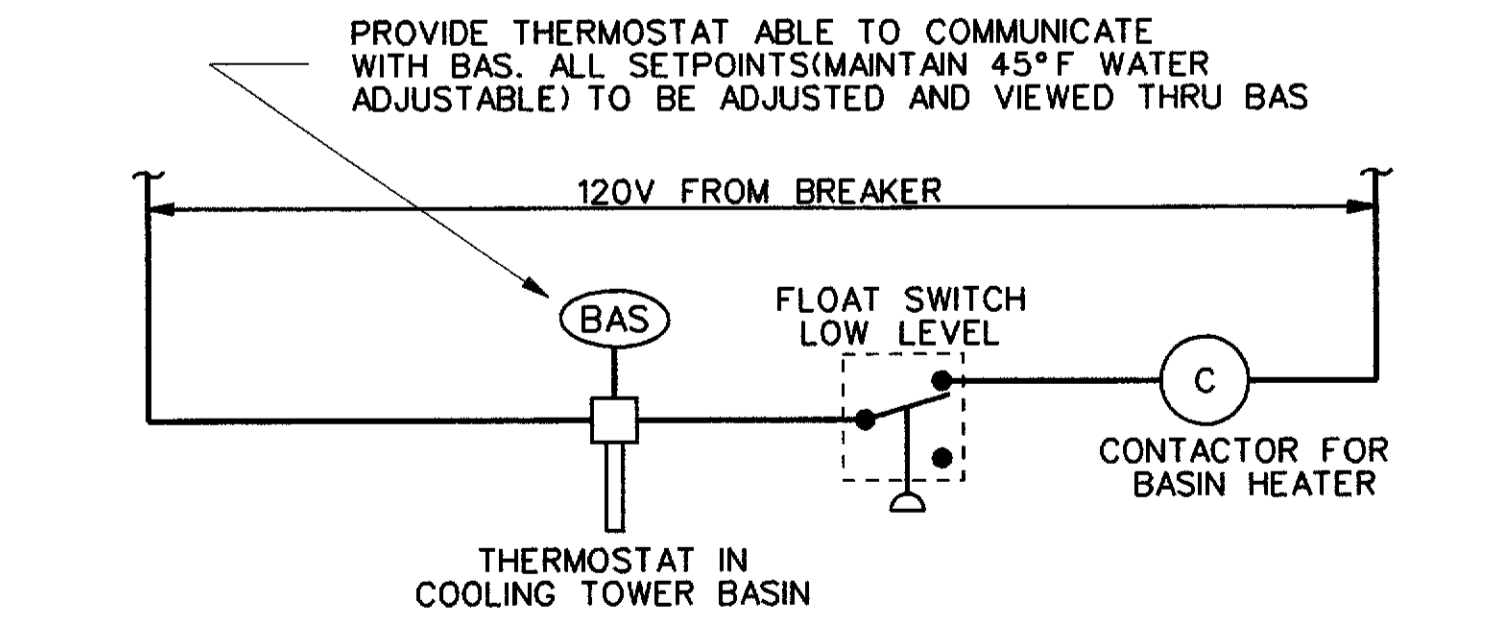 PROVIDE THERMOSTAT ABLE TO COMMUNICATE
WITH BAS. ALL SETPOINTS(MAINTAIN 45°F WATER
ADJUSTABLE) TO BE ADJUSTED AND VIEWED THRU BAS
120V FROM BREAKER
BAS
FLOAT SWITCH
LOW LEVEL
C
CONTACTOR FOR
BASIN HEATER
THERMOSTAT IN
COOLING TOWER BASIN